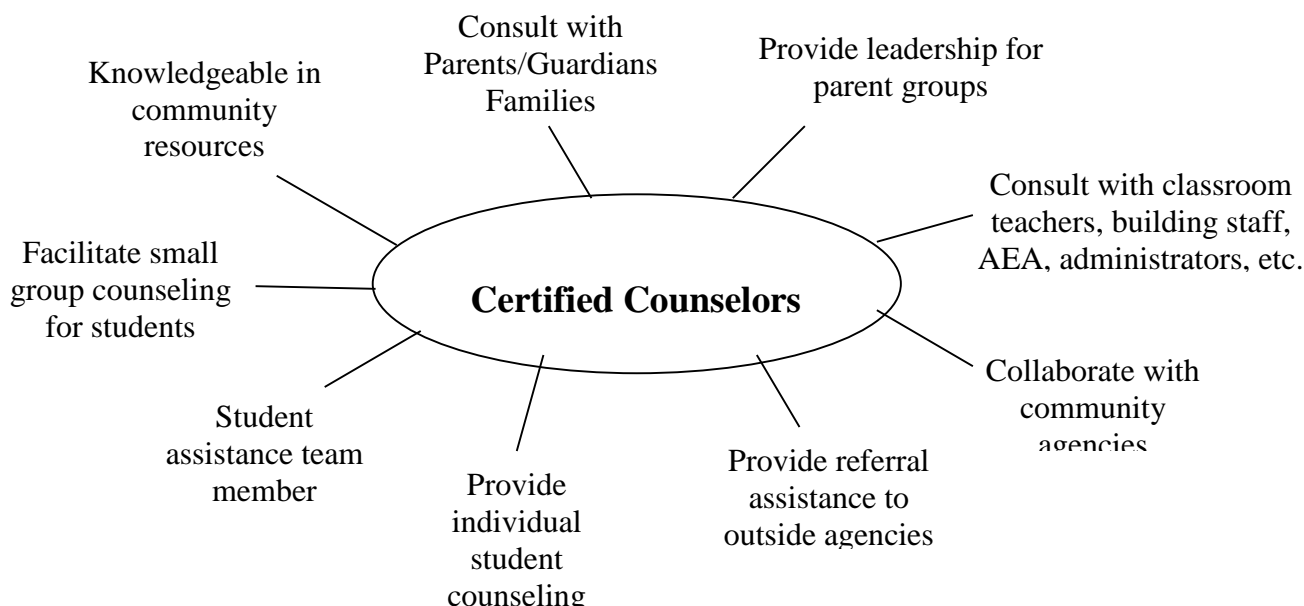 Consult with
Parents/Guardians
Families
Provide leadership for
parent groups
Knowledgeable in
community
resources
Consult with classroom
teachers, building staff,
AEA, administrators, etc.
Facilitate small
group counseling
for students
Certified Counselors
Collaborate with
community
agencies
Student
assistance team
member
Provide referral
assistance to
outside agencies
Provide
individual
student
counseling